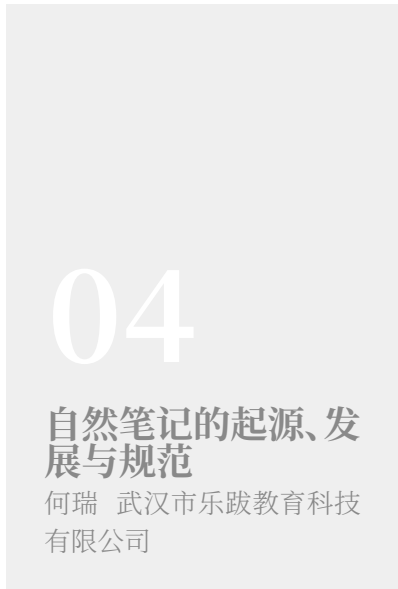 04
自然笔记的起源、发
展与规范
何瑞 武汉市乐跋教育科技
有限公司